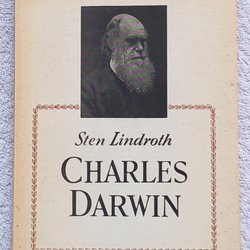 Sten Lindroth
CHARLES
DARWIN